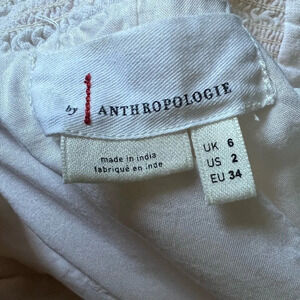 by ANTHROPOLOGIE
made in india
fabriqué en inde
UK 6
US 2
EU 34